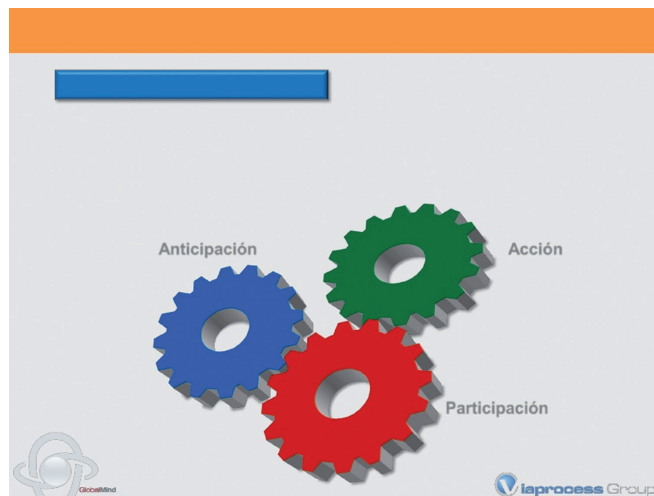 Anticipación
Acción
Participación
GlobalMind
Viaprocess Group